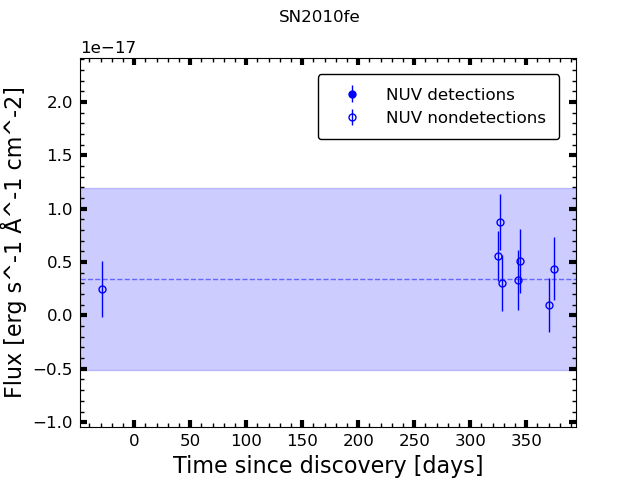 SN2010fe
1e−17
Flux [erg s^-1 Å^-1 cm^-2]
2.0
1.5
1.0
0.5
0.0
−0.5
−1.0
NUV detections
NUV nondetections
0 50 100 150 200 250 300 350
Time since discovery [days]